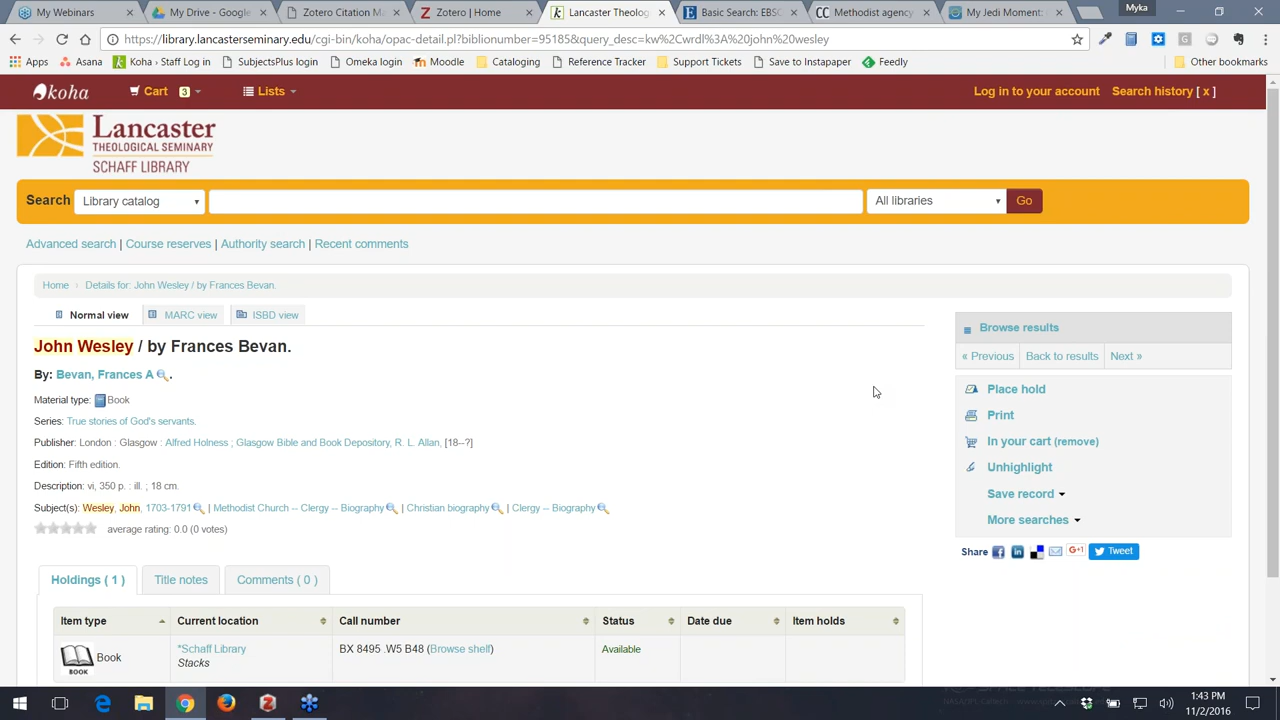 My Webinars
My Drive - Google
Zotero Citation Ma
Zotero | Home
Lancaster Theolog
Basic Search: EBSC
Methodist agency
My Jedi Moment:
Myka
https://library.lancasterseminary.edu/cgi-bin/koha/opac-detail.pl?biblionumber=95185&query_desc=kw%2Cwrdl%3A%20john%20wesley
Apps
Asana
Koha › Staff Log in
SubjectsPlus login
Omeka login
Moodle
Cataloging
Reference Tracker
Support Tickets
Save to Instapaper
Feedly
Other bookmarks
koha
Cart 3
Lists
Log in to your account
Search history [ x ]
Lancaster
THEOLOGICAL SEMINARY
SCHAFF LIBRARY
Search Library catalog All libraries Go
Advanced search | Course reserves | Authority search | Recent comments
Home › Details for: John Wesley / by Frances Bevan.
Normal view MARC view ISBD view
John Wesley / by Frances Bevan.
By: Bevan, Frances A .
Material type: Book
Series: True stories of God's servants.
Publisher: London : Glasgow : Alfred Holness ; Glasgow Bible and Book Depository, R. L. Allan, [18--?]
Edition: Fifth edition.
Description: vi, 350 p. : ill. ; 18 cm.
Subject(s): Wesley, John, 1703-1791 | Methodist Church -- Clergy -- Biography | Christian biography | Clergy -- Biography
average rating: 0.0 (0 votes)
Browse results
« Previous Back to results Next »
Place hold
Print
In your cart (remove)
Unhighlight
Save record
More searches
Share G+1 Tweet
Holdings ( 1 ) Title notes Comments ( 0 )
Item type Current location Call number Status Date due Item holds
BOOK Book *Schaff Library BX 8495 .W5 B48 (Browse shelf) Available
Stacks
1:43 PM
11/2/2016